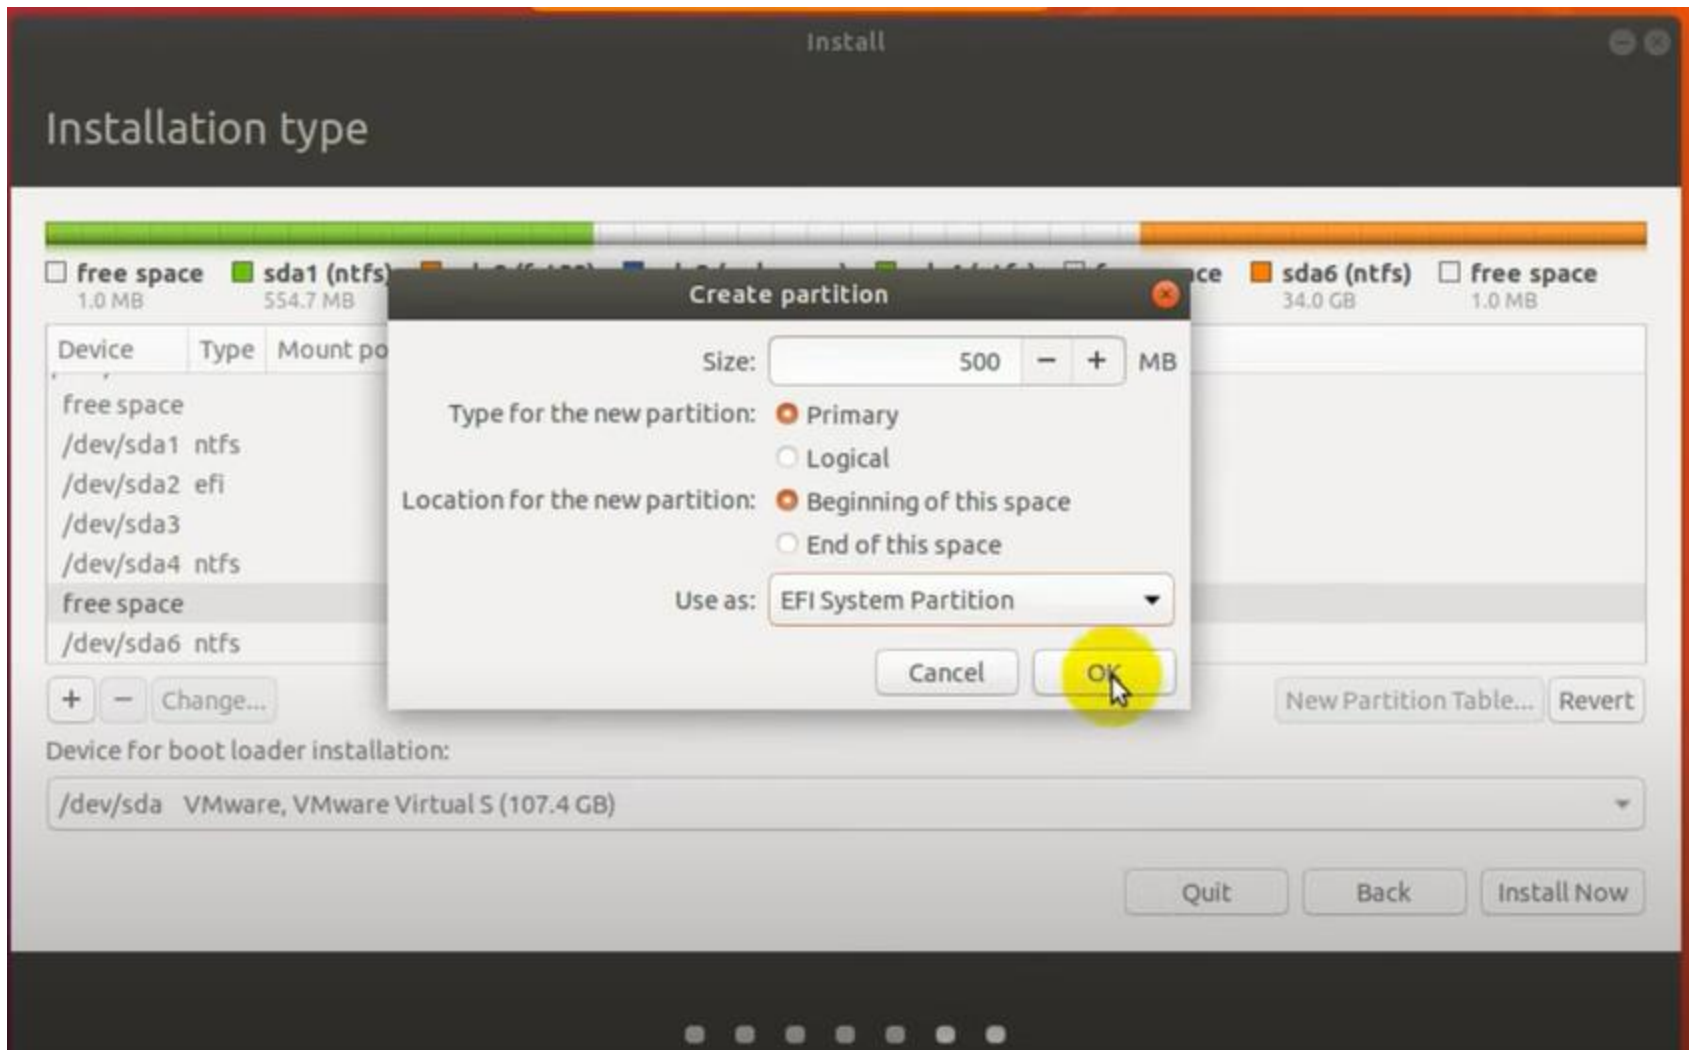 Install
Installation type
free space sda1 (ntfs) sda6 (ntfs) free space
1.0 MB 554.7 MB 34.0 GB 1.0 MB
Create partition
Device Type Mount po
Size: 500 − + MB
free space
Type for the new partition: Primary
/dev/sda1 ntfs
Logical
/dev/sda2 efi
Location for the new partition: Beginning of this space
/dev/sda3
End of this space
/dev/sda4 ntfs
free space
Use as: EFI System Partition
/dev/sda6 ntfs
Cancel OK
+ − Change... New Partition Table... Revert
Device for boot loader installation:
/dev/sda VMware, VMware Virtual S (107.4 GB)
Quit Back Install Now